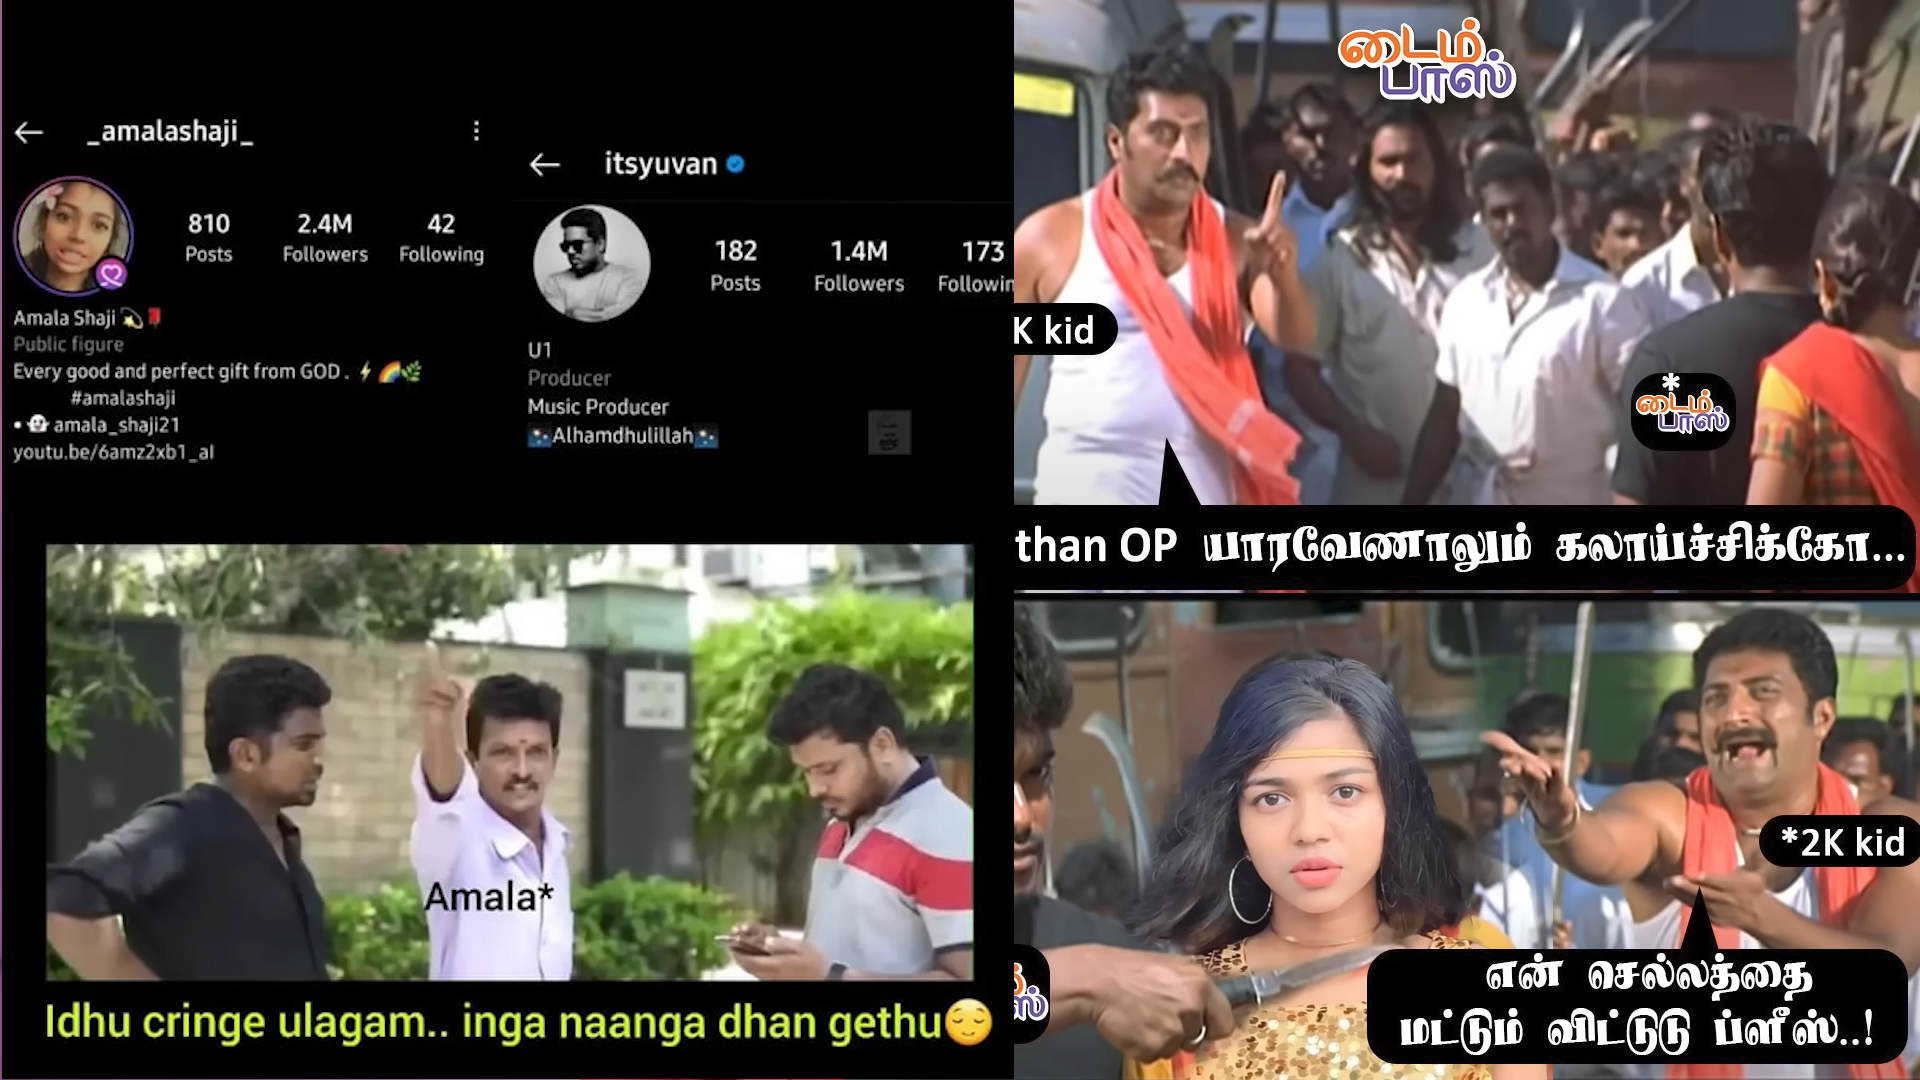 _amalashaji_
810
2.4M
42
Posts
Followers
Following
Amala Shaji
Public figure
Every good and perfect gift from GOD .
#amalashaji
• amala_shaji21
youtu.be/6amz2xb1_aI
itsyuvan
182
1.4M
173
Posts
Followers
Followin
U1
Producer
Music Producer
Alhamdhulillah
Amala*
Idhu cringe ulagam.. inga naanga dhan gethu
டைம்
பாஸ்
K kid
*
டைம்
பாஸ்
than OP யாரவேணாலும் கலாய்ச்சிக்கோ...
*2K kid
என் செல்லத்தை
மட்டும் விட்டுடு ப்ளீஸ்..!